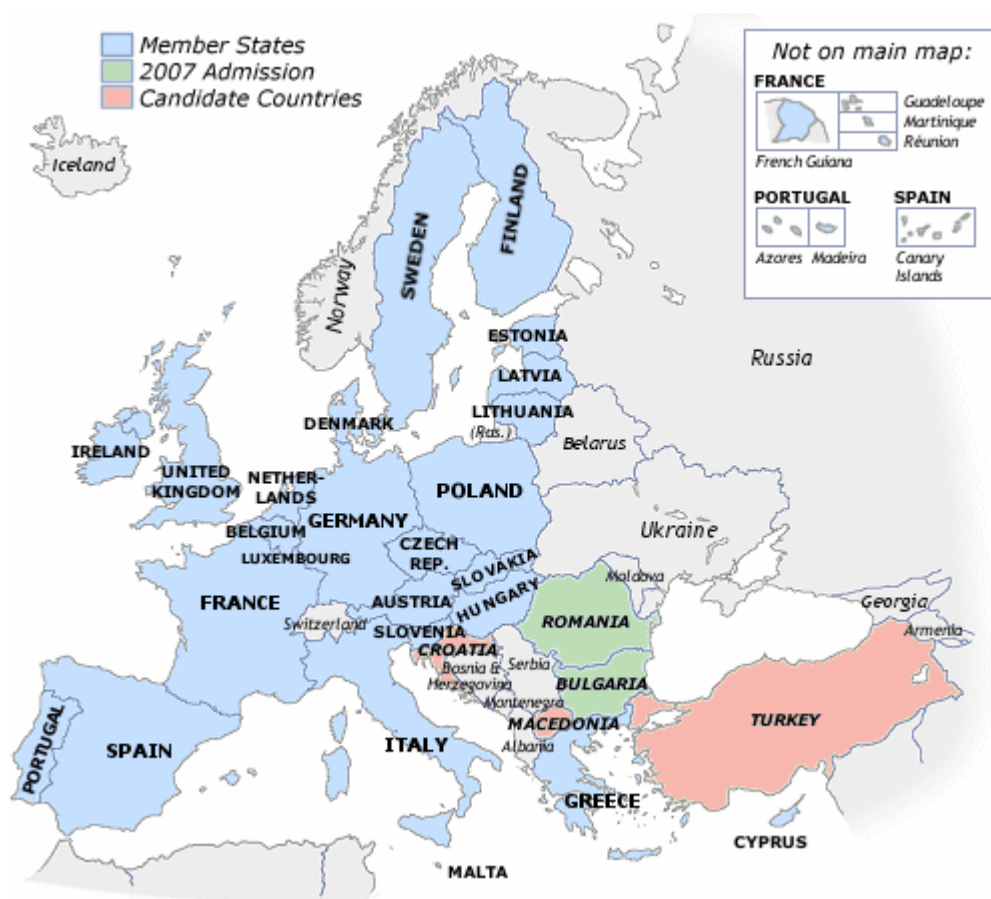 Member States
2007 Admission
Candidate Countries
Not on main map:
FRANCE
Guadeloupe
Martinique
Réunion
French Guiana
PORTUGAL
SPAIN
Azores
Madeira
Canary
Islands
Iceland
SWEDEN
FINLAND
Norway
ESTONIA
Russia
LATVIA
LITHUANIA
(Ras.)
DENMARK
Belarus
IRELAND
UNITED
KINGDOM
NETHER-
LANDS
POLAND
BELGIUM
GERMANY
Ukraine
LUXEMBOURG
CZECH
REP.
SLOVAKIA
Moldova
FRANCE
AUSTRIA
HUNGARY
Switzerland
SLOVENIA
ROMANIA
Georgia
Armenia
CROATIA
Bosnia &
Herzegovina
Serbia
BULGARIA
Montenegro
MACEDONIA
TURKEY
Albania
PORTUGAL
SPAIN
ITALY
GREECE
CYPRUS
MALTA